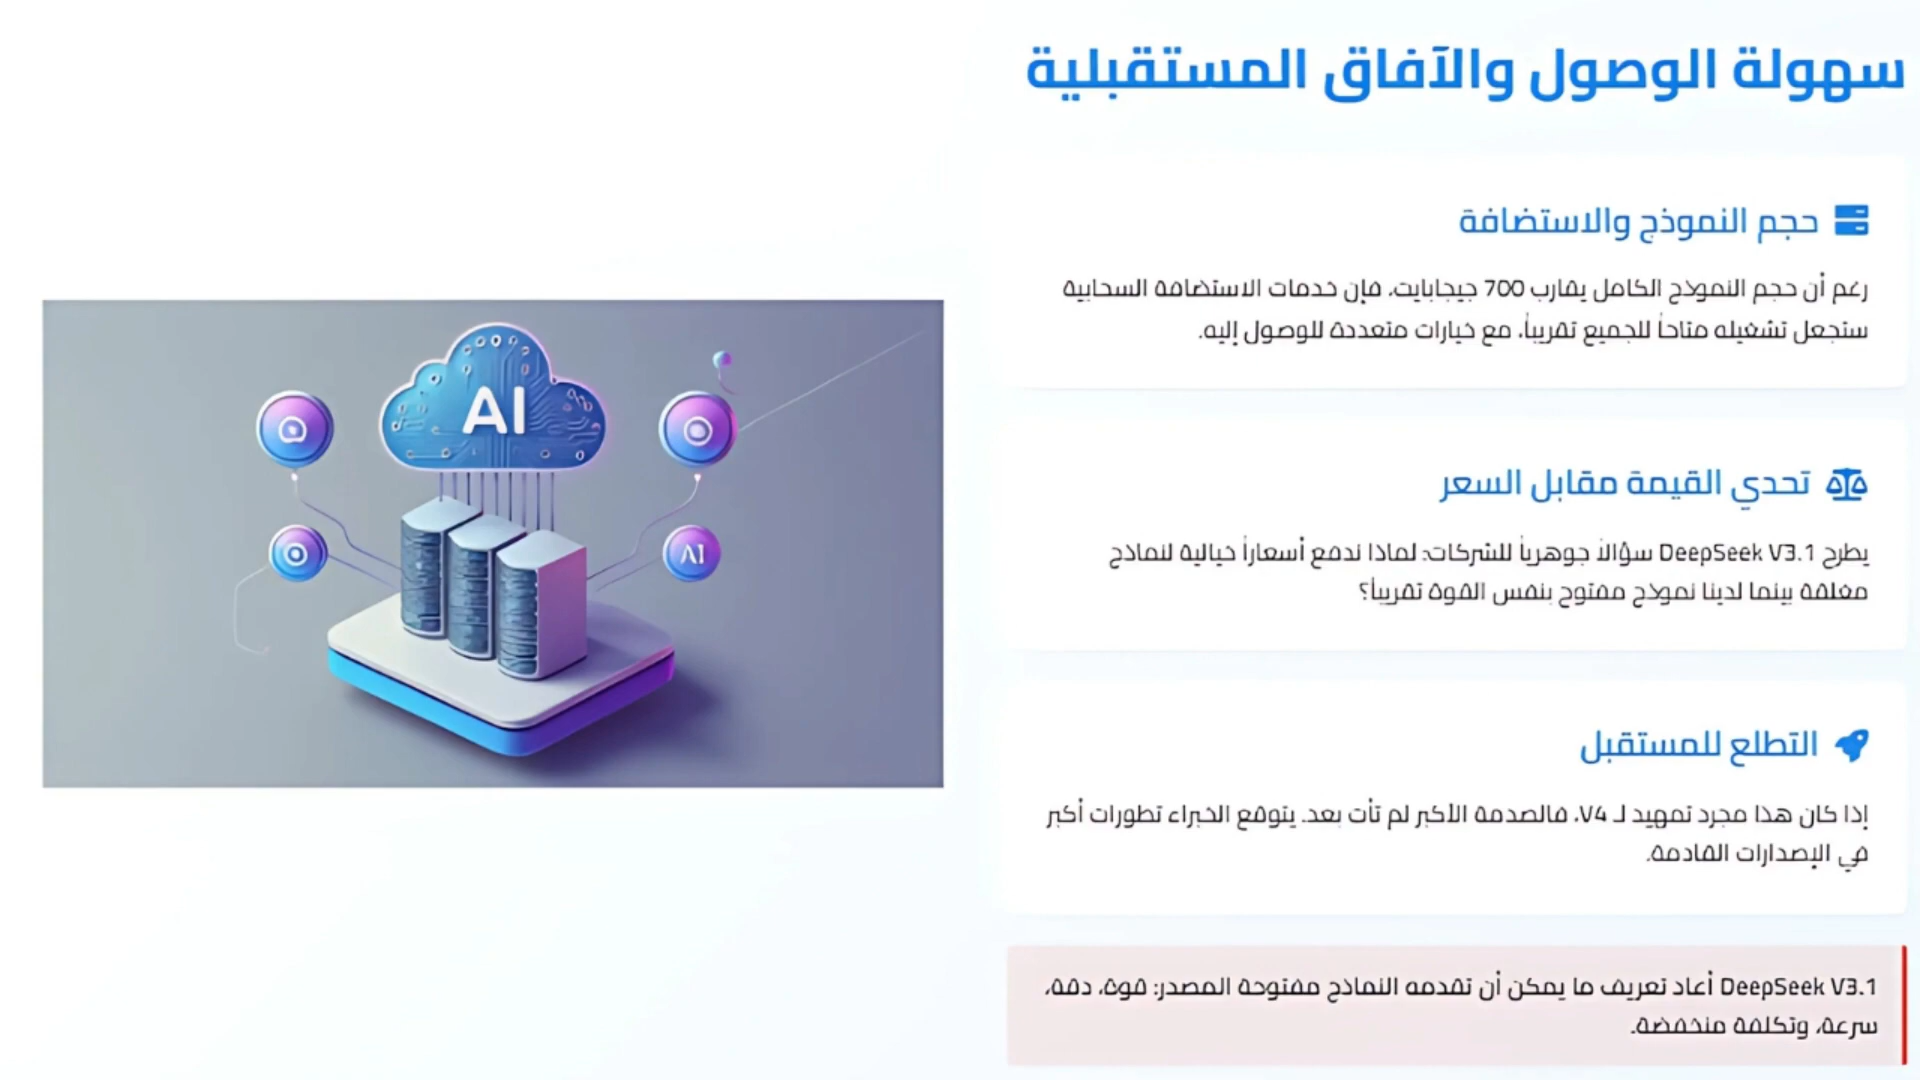 سهولة الوصول والآفاق المستقبلية
حجم النموذج والاستضافة
رغم أن حجم النموذج الكامل يقارب 700 جيجابايت، فإن خدمات الاستضافة السحابية
ستجعل تشغيله متاحاً للجميع تقريباً، مع خيارات متعددة للوصول إليه.
تحدي القيمة مقابل السعر
يطرح DeepSeek V3.1 سؤالاً جوهرياً للشركات: لماذا ندفع أسعاراً خيالية لنماذج
مغلقة بينما لدينا نموذج مفتوح بنفس القوة تقريباً؟
التطلع للمستقبل
إذا كان هذا مجرد تمهيد لـ V4، فالصدمة الأكبر لم تأت بعد. يتوقع الخبراء تطورات أكبر
في الإصدارات القادمة.
DeepSeek V3.1 أعاد تعريف ما يمكن أن تقدمه النماذج مفتوحة المصدر: قوة، دقة،
سرعة، وتكلفة منخفضة.
AI
AI